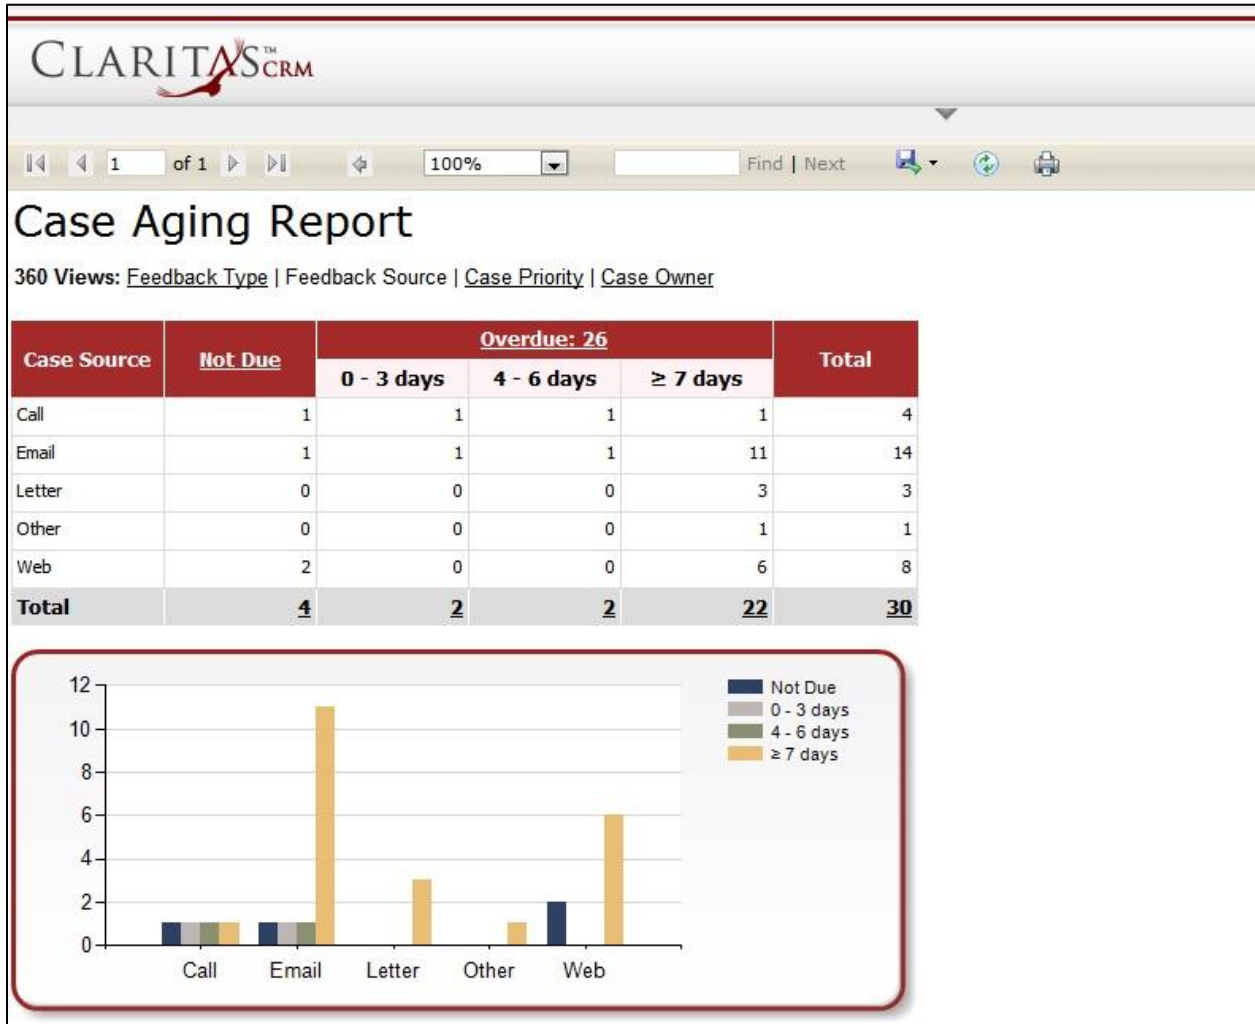 CLARITAS™CRM
1 of 1 100% Find | Next
Case Aging Report
360 Views: Feedback Type | Feedback Source | Case Priority | Case Owner
Case Source Not Due Overdue: 26 Total
0 - 3 days 4 - 6 days ≥ 7 days
Call 1 1 1 1 4
Email 1 1 1 11 14
Letter 0 0 0 3 3
Other 0 0 0 1 1
Web 2 0 0 6 8
Total 4 2 2 22 30
12
10
8
6
4
2
0
Call Email Letter Other Web
Not Due
0 - 3 days
4 - 6 days
≥ 7 days